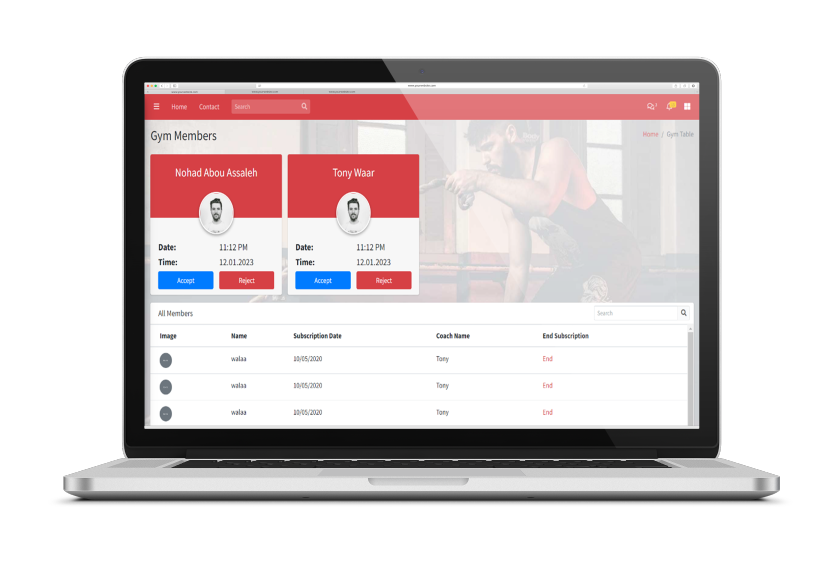 Home Contact Search
Gym Members
Home / Gym Table
Nohad Abou Assaleh
Tony Waar
Date: 11:12 PM
Time: 12.01.2023
Accept Reject
Date: 11:12 PM
Time: 12.01.2023
Accept Reject
All Members
Search
Image Name Subscription Date Coach Name End Subscription
walaa 10/05/2020 Tony End
walaa 10/05/2020 Tony End
walaa 10/05/2020 Tony End